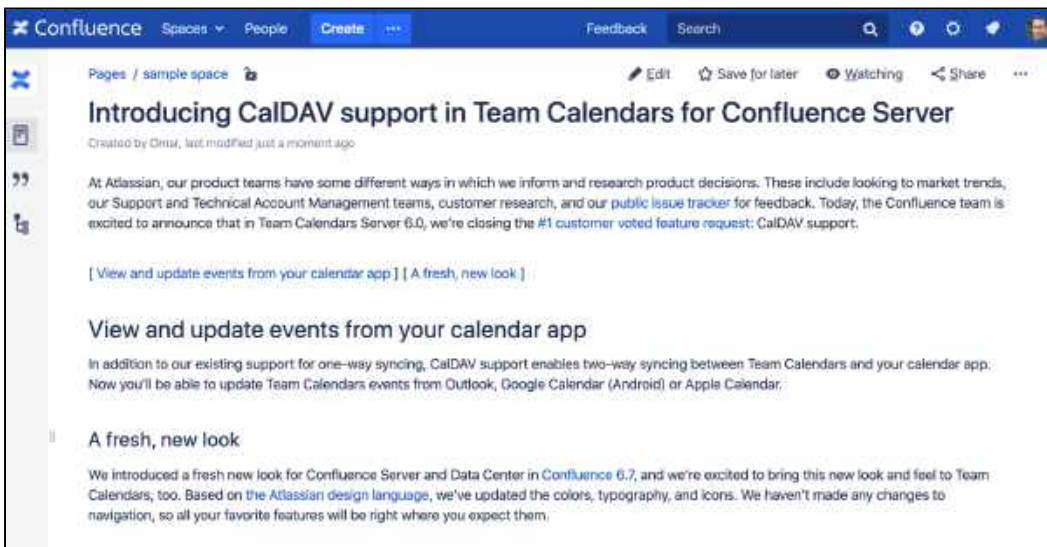 Confluence Spaces People Create ... Feedback Search
Pages / sample space
Edit Save for later Watching Share ...
Introducing CalDAV support in Team Calendars for Confluence Server
Created by Omar, last modified just a moment ago
At Atlassian, our product teams have some different ways in which we inform and research product decisions. These include looking to market trends,
our Support and Technical Account Management teams, customer research, and our public issue tracker for feedback. Today, the Confluence team is
excited to announce that in Team Calendars Server 6.0, we're closing the #1 customer voted feature request: CalDAV support.
[ View and update events from your calendar app ] [ A fresh, new look ]
View and update events from your calendar app
In addition to our existing support for one-way syncing, CalDAV support enables two-way syncing between Team Calendars and your calendar app.
Now you'll be able to update Team Calendars events from Outlook, Google Calendar (Android) or Apple Calendar.
A fresh, new look
We introduced a fresh new look for Confluence Server and Data Center in Confluence 6.7, and we're excited to bring this new look and feel to Team
Calendars, too. Based on the Atlassian design language, we've updated the colors, typography, and icons. We haven't made any changes to
navigation, so all your favorite features will be right where you expect them.